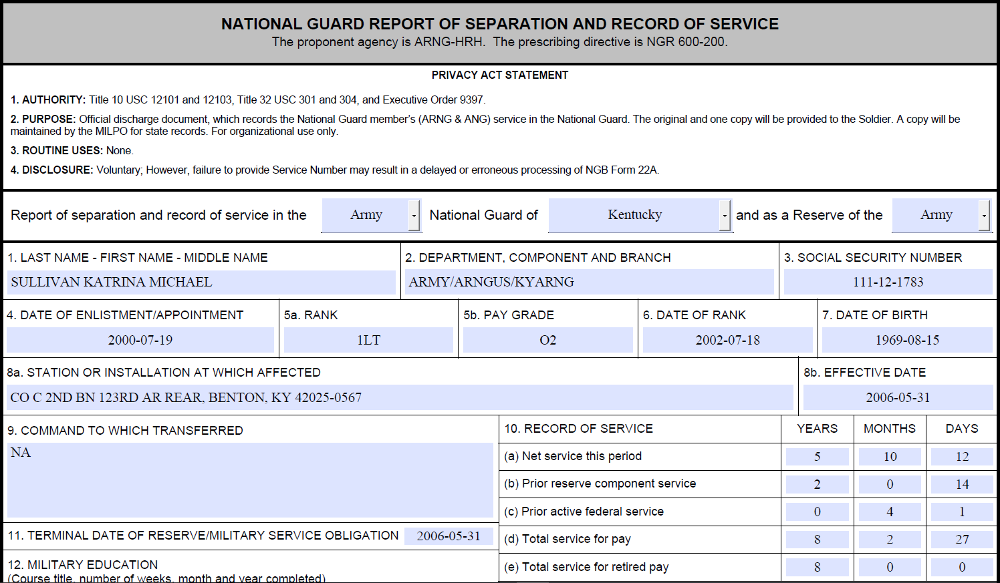 NATIONAL GUARD REPORT OF SEPARATION AND RECORD OF SERVICE
The proponent agency is ARNG-HRH. The prescribing directive is NGR 600-200.
PRIVACY ACT STATEMENT
1. AUTHORITY: Title 10 USC 12101 and 12103, Title 32 USC 301 and 304, and Executive Order 9397.
2. PURPOSE: Official discharge document, which records the National Guard member's (ARNG & ANG) service in the National Guard. The original and one copy will be provided to the Soldier. A copy will be
maintained by the MILPO for state records. For organizational use only.
3. ROUTINE USES: None.
4. DISCLOSURE: Voluntary; However, failure to provide Service Number may result in a delayed or erroneous processing of NGB Form 22A.
Report of separation and record of service in the Army National Guard of Kentucky and as a Reserve of the Army
1. LAST NAME - FIRST NAME - MIDDLE NAME
SULLIVAN KATRINA MICHAEL
2. DEPARTMENT, COMPONENT AND BRANCH
ARMY/ARNGUS/KYARNG
3. SOCIAL SECURITY NUMBER
111-12-1783
4. DATE OF ENLISTMENT/APPOINTMENT
2000-07-19
5a. RANK
1LT
5b. PAY GRADE
O2
6. DATE OF RANK
2002-07-18
7. DATE OF BIRTH
1969-08-15
8a. STATION OR INSTALLATION AT WHICH AFFECTED
CO C 2ND BN 123RD AR REAR, BENTON, KY 42025-0567
8b. EFFECTIVE DATE
2006-05-31
9. COMMAND TO WHICH TRANSFERRED
NA
10. RECORD OF SERVICE YEARS MONTHS DAYS
(a) Net service this period 5 10 12
(b) Prior reserve component service 2 0 14
(c) Prior active federal service 0 4 1
(d) Total service for pay 8 2 27
(e) Total service for retired pay 8 0 0
11. TERMINAL DATE OF RESERVE/MILITARY SERVICE OBLIGATION 2006-05-31
12. MILITARY EDUCATION
(Course title, number of weeks, month and year completed)